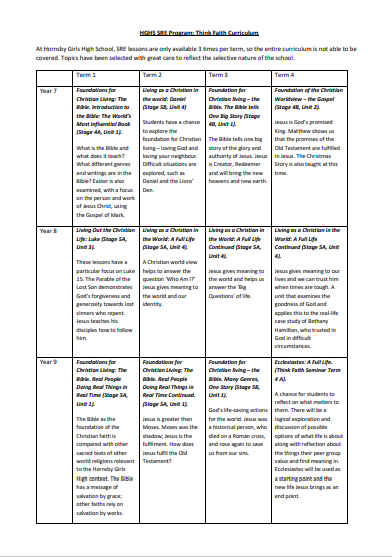 HGHS SRE Program: Think Faith Curriculum
At Hornsby Girls High School, SRE lessons are only available 3 times per term, so the entire curriculum is not able to be
covered. Topics have been selected with great care to reflect the selective nature of the school.
Term 1
Term 2
Term 3
Term 4
Year 7
Foundations for
Christian Living: The
Bible. Introduction to
the Bible: The World's
Most Influential Book
(Stage 4A, Unit 1).
What is the Bible and
what does it teach?
What different genres
and writings are in the
Bible? Easter is also
examined, with a focus
on the person and work
of Jesus Christ, using
the Gospel of Mark.
Living as a Christian in
the world: Daniel
(Stage 5B, Unit 4)
Students have a chance
to explore the
foundation for Christian
living – loving God and
loving your neighbour.
Difficult situations are
explored, such as
Daniel and the Lions'
Den.
Foundations for
Christian living – the
Bible. The Bible tells
One Big Story (Stage
4B, Unit 1).
The Bible tells one big
story of the glory and
authority of Jesus. Jesus
is Creator, Redeemer
and will bring the new
heavens and new earth.
Foundation of the Christian
Worldview – the Gospel
(Stage 4B, Unit 2).
Jesus is God's promised
King. Matthew shows us
that the promises of the
Old Testament are fulfilled
in Jesus. The Christmas
Story is also taught at this
time.
Year 8
Living Out the Christian
Life: Luke (Stage 5A,
Unit 3).
These lessons have a
particular focus on Luke
15. The Parable of the
Lost Son demonstrates
God's forgiveness and
generosity towards lost
sinners who repent.
Jesus teaches his
disciples how to follow
him.
Living as a Christian in
the world: A Full Life
(Stage 5A, Unit 4).
A Christian world view
helps to answer the
question 'Who Am I?'
Jesus gives meaning to
the world and our
identity.
Living as a Christian in
the world: A Full Life
Continued (Stage 5A,
Unit 4).
Jesus gives meaning to
the world and helps us
answer the 'Big
Questions' of life.
Living as a Christian in the
World: A Full Life
Continued (Stage 5A, Unit
4).
Jesus gives meaning to our
lives and we can trust him
when times are tough. A
unit that examines the
goodness of God and
applies this to the real-life
case study of Bethany
Hamilton, who trusted in
God in difficult
circumstances.
Year 9
Foundations for
Christian Living: The
Bible. Real People
Doing Real Things in
Real Time (Stage 5A,
Unit 1).
The Bible as the
foundation of the
Christian faith is
compared with other
sacred texts of other
world religions relevant
to the Hornsby Girls
High context. The Bible
has a message of
salvation by grace;
other faiths rely on
salvation by works.
Foundations for
Christian Living: The
Bible. Real People
Doing Real Things in
Real Time Continued.
(Stage 5A, Unit 1).
Jesus is greater than
Moses. Moses was the
shadow; Jesus is the
fulfilment. How does
Jesus fulfil the Old
Testament?
Foundation for
Christian living – the
Bible. Many Genres,
One Story (Stage 5B,
Unit 1).
God's life-saving actions
for the world. Jesus was
a historical person, who
died on a Roman cross,
and rose again to save
us from our sins.
Ecclesiastes: A Full Life.
(Think Faith Seminar Term
4 A).
A chance for students to
reflect on what matters to
them. There will be a
logical exploration and
discussion of possible
options of what life is about
along with reflection about
the things their peer group
value and find meaning in.
Ecclesiastes will be used as
a starting point and the
new life Jesus brings as an
end point.